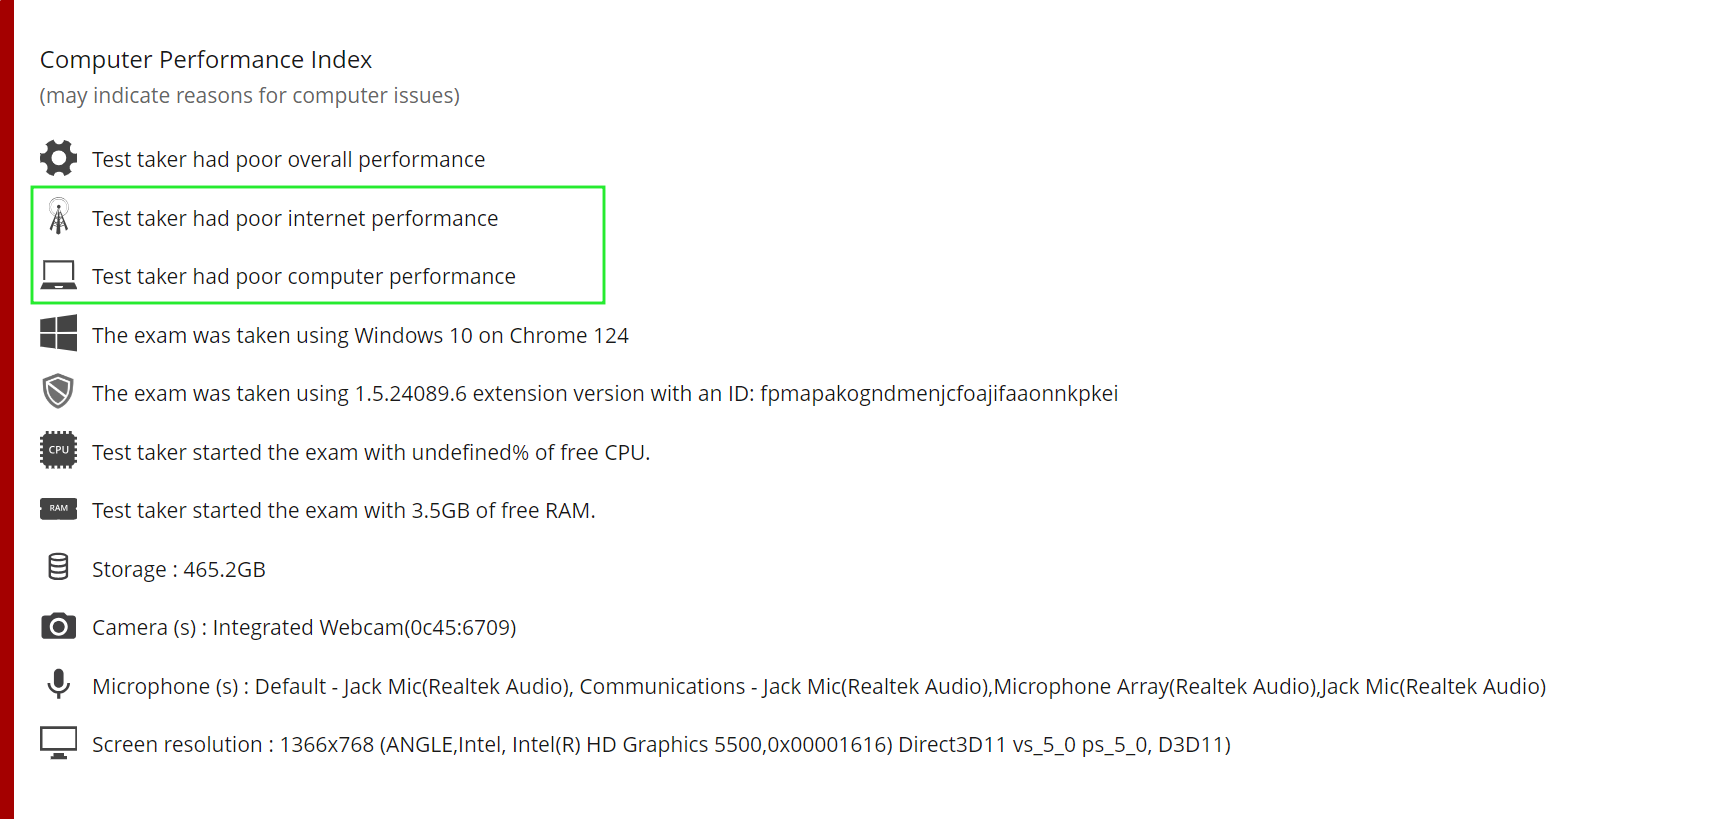 Computer Performance Index
(may indicate reasons for computer issues)
Test taker had poor overall performance
Test taker had poor internet performance
Test taker had poor computer performance
The exam was taken using Windows 10 on Chrome 124
The exam was taken using 1.5.24089.6 extension version with an ID: fpmapakogndmenjcfoajifaaonnkpkei
CPU Test taker started the exam with undefined% of free CPU.
RAM Test taker started the exam with 3.5GB of free RAM.
Storage : 465.2GB
Camera (s) : Integrated Webcam(0c45:6709)
Microphone (s) : Default - Jack Mic(Realtek Audio), Communications - Jack Mic(Realtek Audio),Microphone Array(Realtek Audio),Jack Mic(Realtek Audio)
Screen resolution : 1366x768 (ANGLE,Intel, Intel(R) HD Graphics 5500,0x00001616) Direct3D11 vs_5_0 ps_5_0, D3D11)